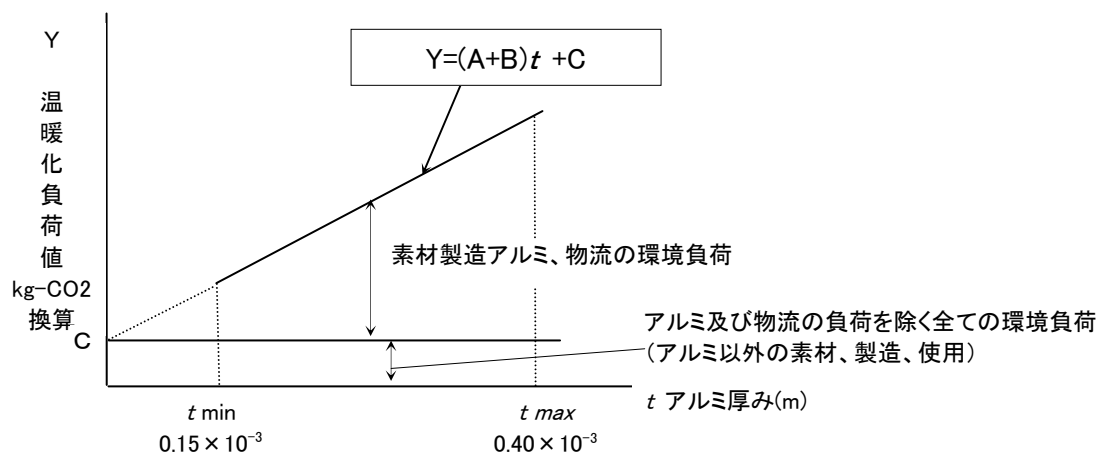 Y
温
暖
化
負
荷
値
kg-CO2
換算
C
Y=(A+B)t +C
素材製造アルミ、物流の環境負荷
アルミ及び物流の負荷を除く全ての環境負荷
(アルミ以外の素材、製造、使用)
t アルミ厚み(m)
t min
0.15×10⁻³
t max
0.40×10⁻³